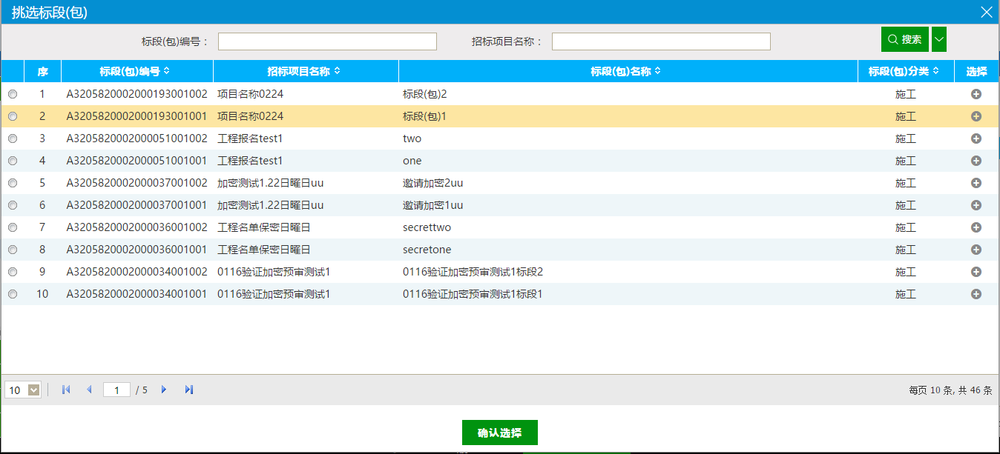 挑选标段(包)
标段(包)编号： 招标项目名称： 搜索
序 标段(包)编号 招标项目名称 标段(包)名称 标段(包)分类 选择
1 A3205820002000193001002 项目名称0224 标段(包)2 施工
2 A3205820002000193001001 项目名称0224 标段(包)1 施工
3 A3205820002000051001002 工程报名test1 two 施工
4 A3205820002000051001001 工程报名test1 one 施工
5 A3205820002000037001002 加密测试1.22日曜日uu 邀请加密2uu 施工
6 A3205820002000037001001 加密测试1.22日曜日uu 邀请加密1uu 施工
7 A3205820002000036001002 工程名单保密日曜日 secrettwo 施工
8 A3205820002000036001001 工程名单保密日曜日 secretone 施工
9 A3205820002000034001002 0116验证加密预审测试1 0116验证加密预审测试1标段2 施工
10 A3205820002000034001001 0116验证加密预审测试1 0116验证加密预审测试1标段1 施工
10 1 / 5 每页 10 条, 共 46 条
确认选择